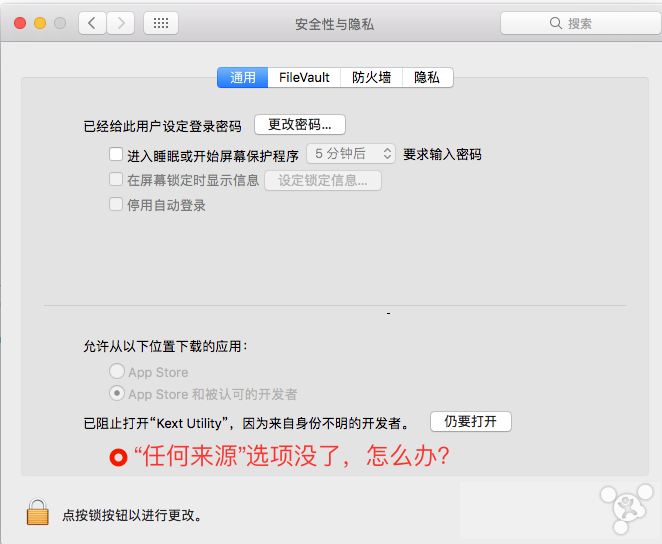 安全性与隐私
搜索
通用 FileVault 防火墙 隐私
已经给此用户设定登录密码 更改密码...
进入睡眠或开始屏幕保护程序 5 分钟后 要求输入密码
在屏幕锁定时显示信息 设定锁定信息...
停用自动登录
允许从以下位置下载的应用:
App Store
App Store 和被认可的开发者
已阻止打开“Kext Utility”，因为来自身份不明的开发者。 仍要打开
“任何来源”选项没了，怎么办?
点按锁按钮以进行更改。